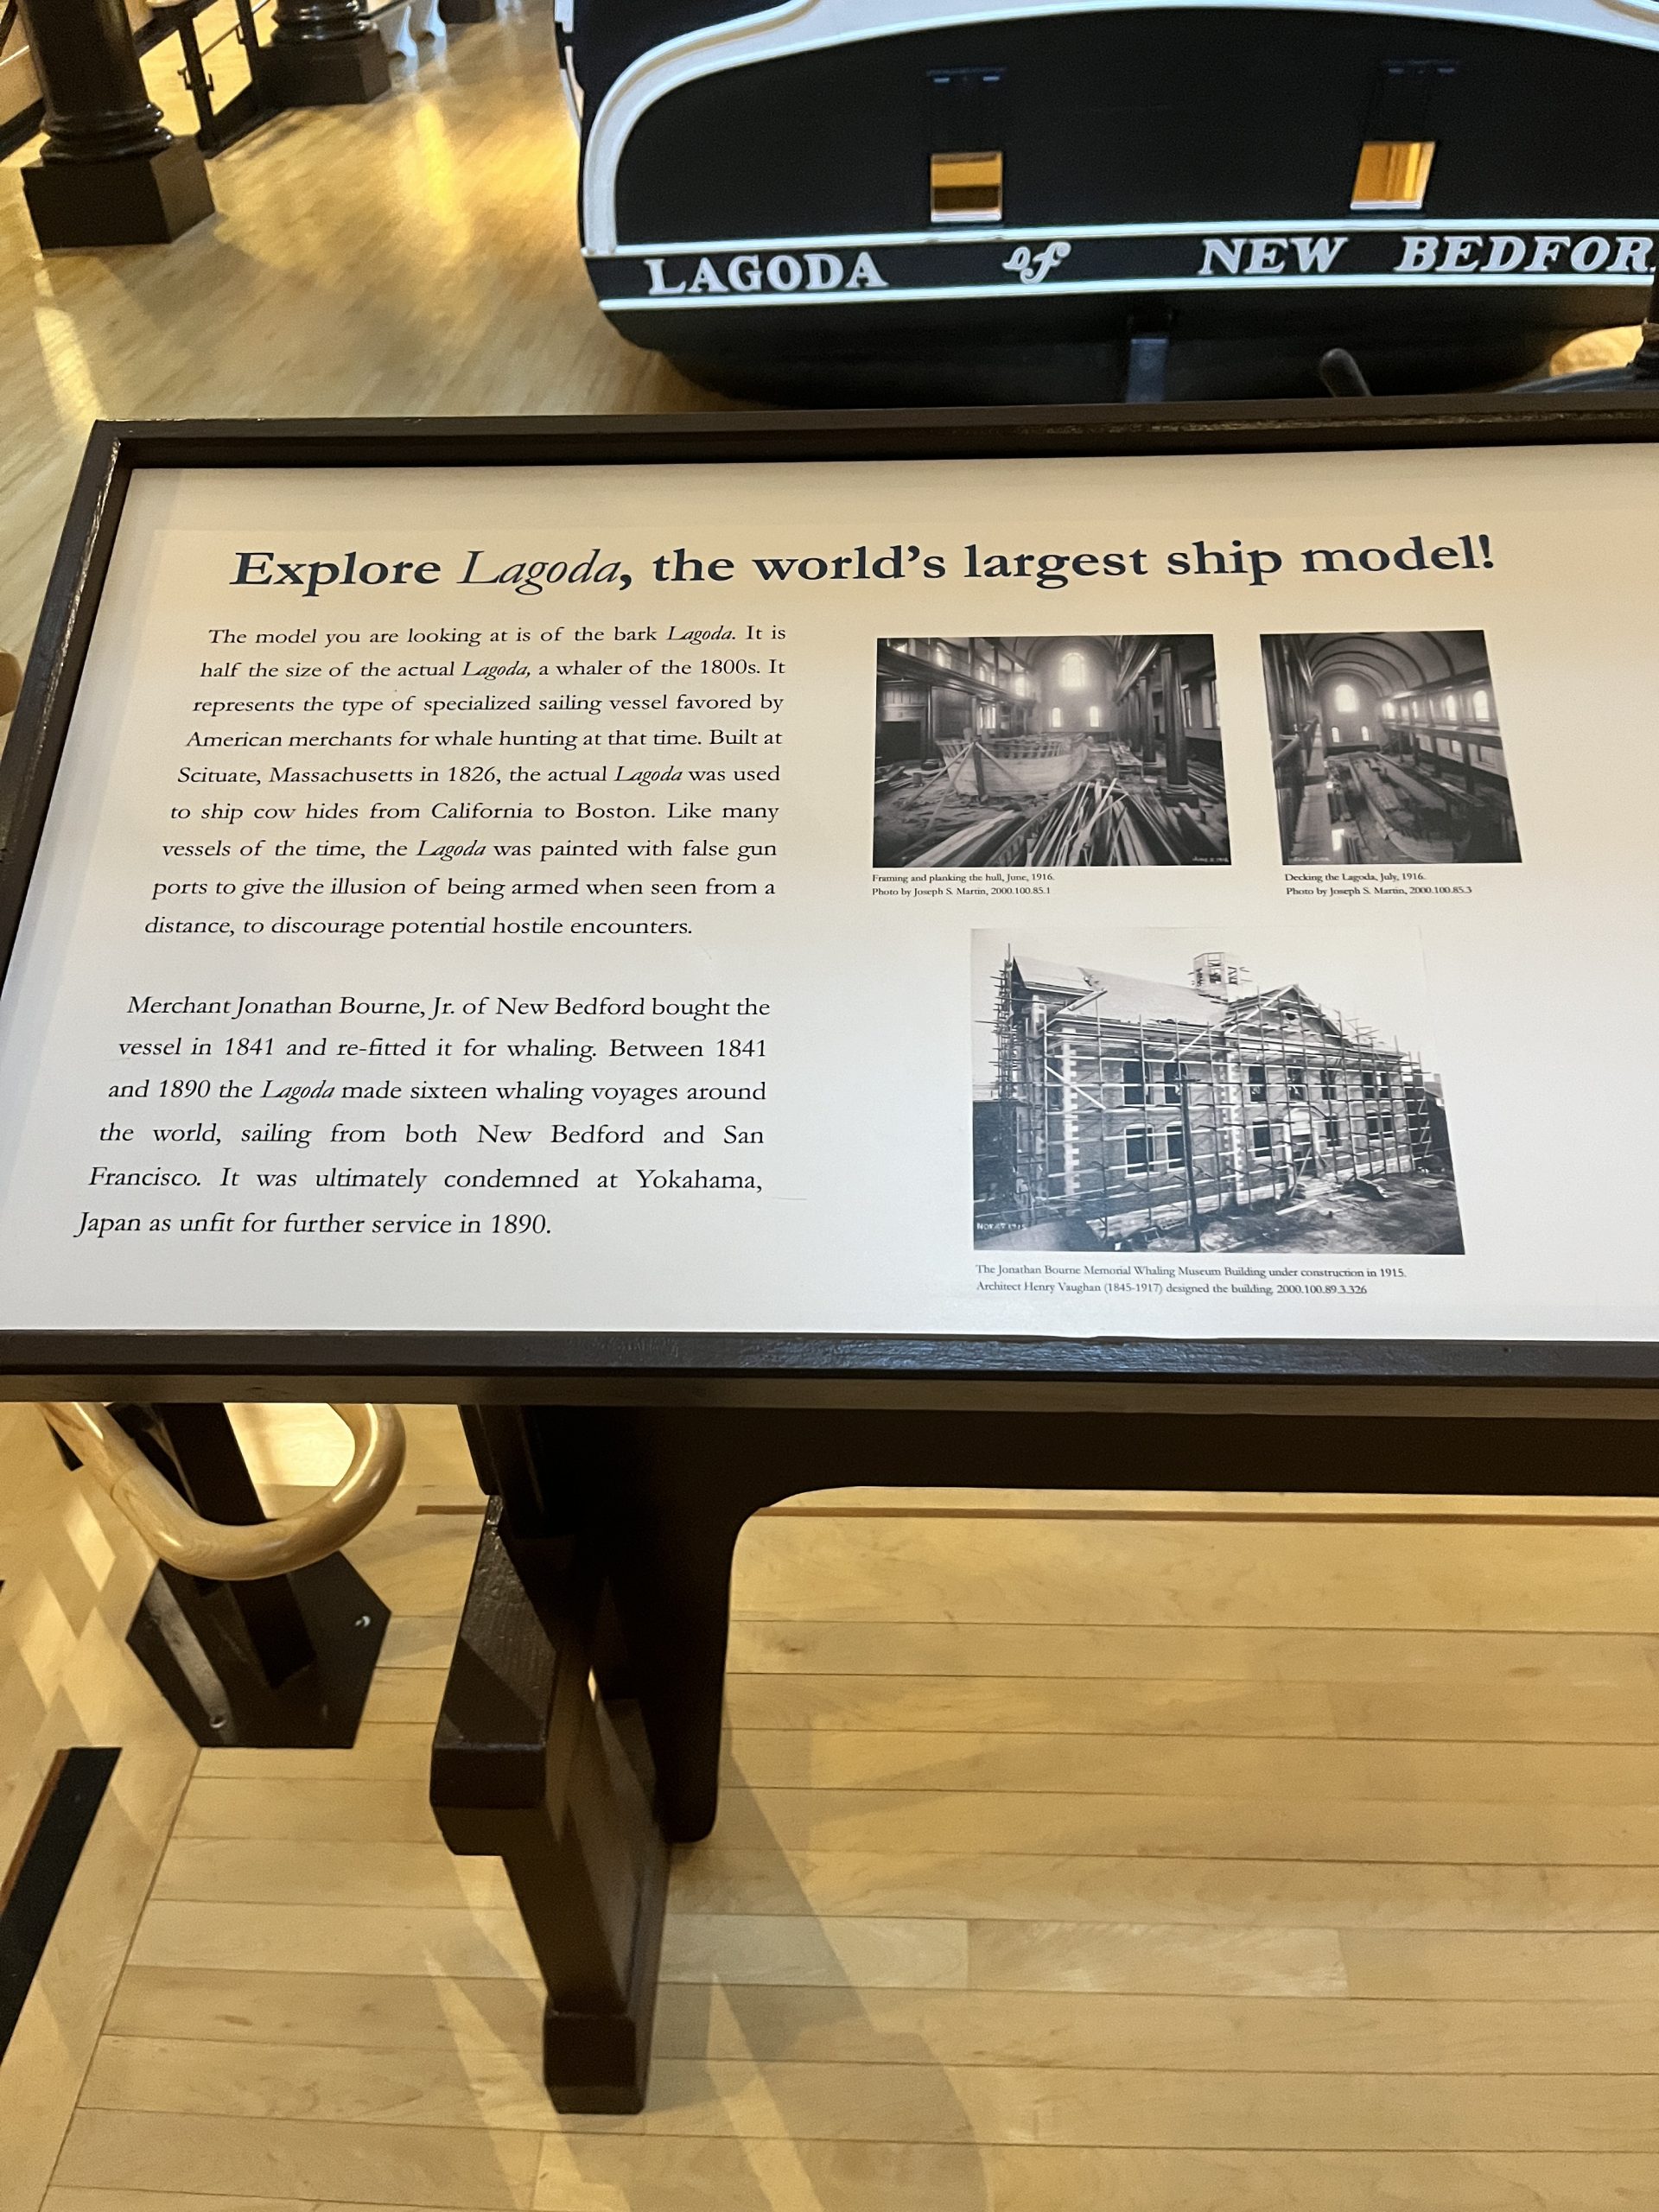 LAGODA of NEW BEDFOR
Explore Lagoda, the world's largest ship model!
The model you are looking at is of the bark Lagoda. It is
half the size of the actual Lagoda, a whaler of the 1800s. It
represents the type of specialized sailing vessel favored by
American merchants for whale hunting at that time. Built at
Scituate, Massachusetts in 1826, the actual Lagoda was used
to ship cow hides from California to Boston. Like many
vessels of the time, the Lagoda was painted with false gun
ports to give the illusion of being armed when seen from a
distance, to discourage potential hostile encounters.
Merchant Jonathan Bourne, Jr. of New Bedford bought the
vessel in 1841 and re-fitted it for whaling. Between 1841
and 1890 the Lagoda made sixteen whaling voyages around
the world, sailing from both New Bedford and San
Francisco. It was ultimately condemned at Yokahama,
Japan as unfit for further service in 1890.
Framing and planking the hull, June, 1916.
Photo by Joseph S. Martin, 2000.100.85.1
Decking the Lagoda, July, 1916.
Photo by Joseph S. Martin, 2000.100.85.3
The Jonathan Bourne Memorial Whaling Museum Building under construction in 1915.
Architect Henry Vaughan (1845-1917) designed the building. 2000.100.89.3.326